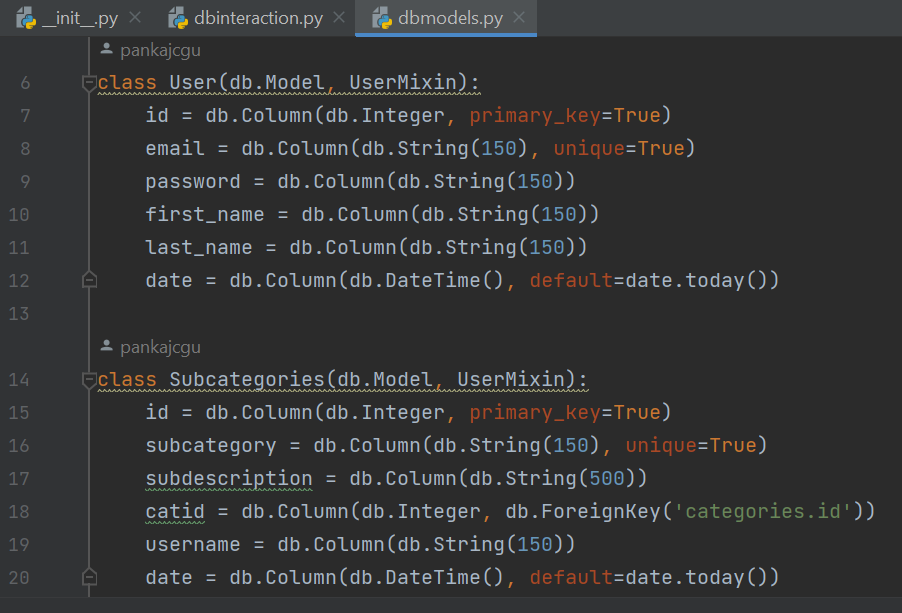 __init__.py dbinteraction.py dbmodels.py
pankajcgu
6 class User(db.Model, UserMixin):
7 id = db.Column(db.Integer, primary_key=True)
8 email = db.Column(db.String(150), unique=True)
9 password = db.Column(db.String(150))
10 first_name = db.Column(db.String(150))
11 last_name = db.Column(db.String(150))
12 date = db.Column(db.DateTime(), default=date.today())
13
pankajcgu
14 class Subcategories(db.Model, UserMixin):
15 id = db.Column(db.Integer, primary_key=True)
16 subcategory = db.Column(db.String(150), unique=True)
17 subdescription = db.Column(db.String(500))
18 catid = db.Column(db.Integer, db.ForeignKey('categories.id'))
19 username = db.Column(db.String(150))
20 date = db.Column(db.DateTime(), default=date.today())